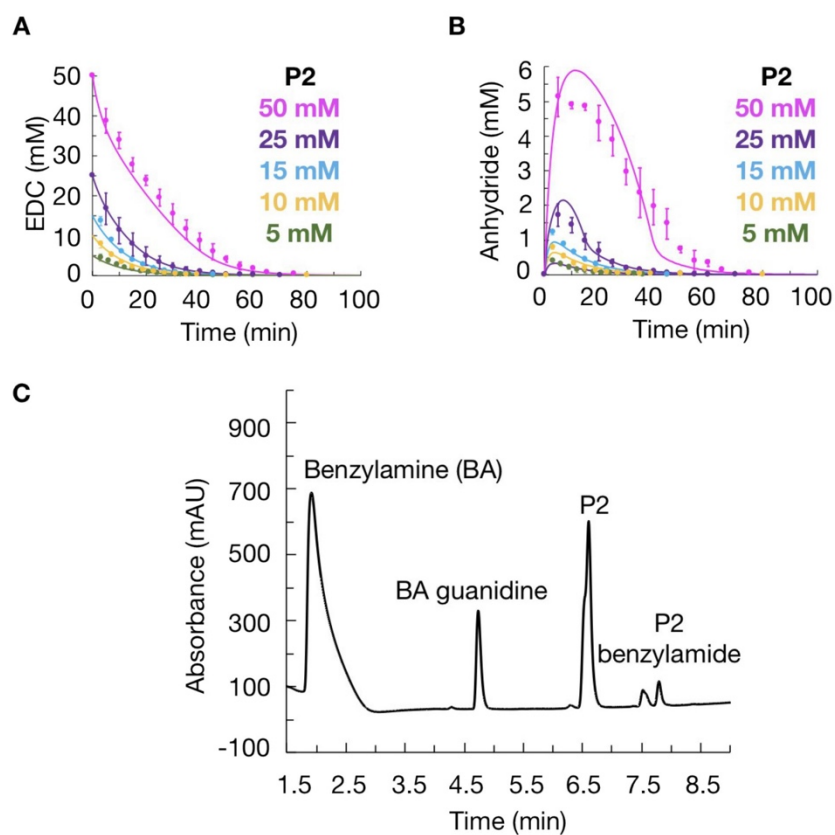 A
P2
50 mM
25 mM
15 mM
10 mM
5 mM
50
40
30
20
10
0
EDC (mM)
0 20 40 60 80 100
Time (min)
B
P2
50 mM
25 mM
15 mM
10 mM
5 mM
6
5
4
3
2
1
0
Anhydride (mM)
0 20 40 60 80 100
Time (min)
C
900
700
500
300
100
-100
Absorbance (mAU)
Benzylamine (BA)
BA guanidine
P2
P2
benzylamide
1.5 2.5 3.5 4.5 5.5 6.5 7.5 8.5
Time (min)